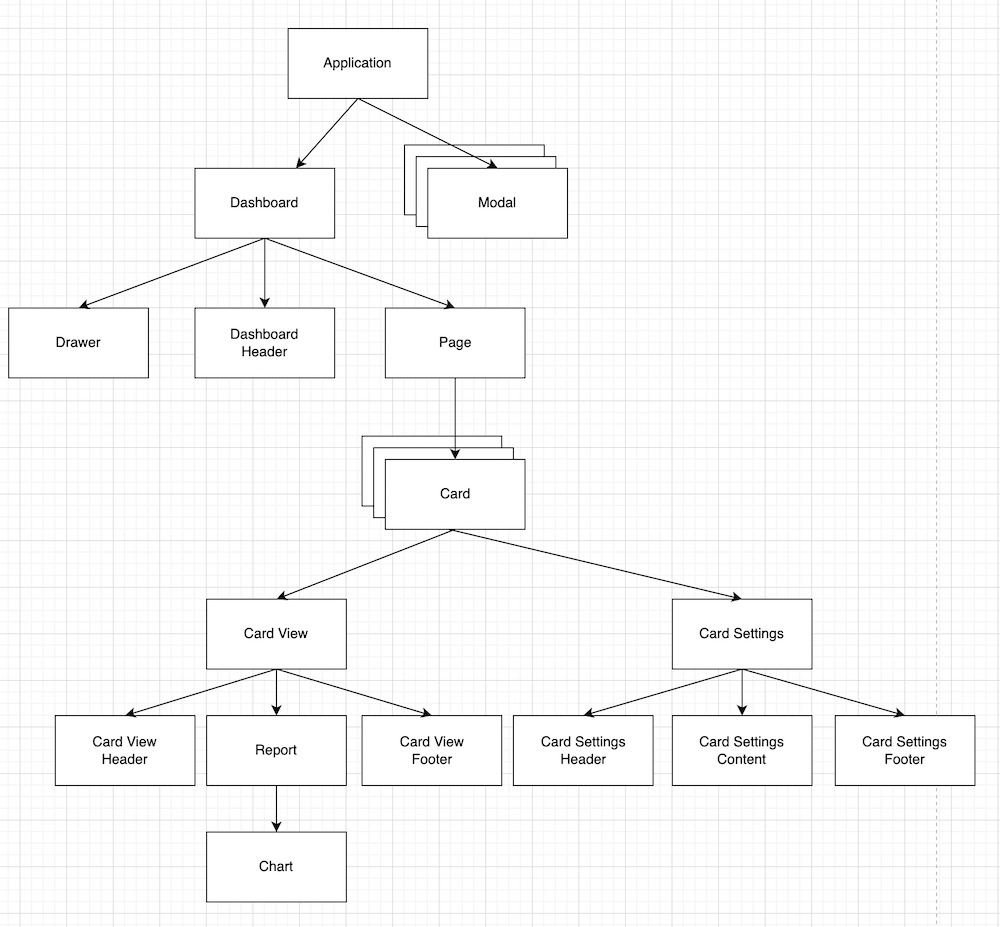 Application
Dashboard
Modal
Drawer
Dashboard
Header
Page
Card
Card View
Card Settings
Card View
Header
Report
Card View
Footer
Card Settings
Header
Card Settings
Content
Card Settings
Footer
Chart